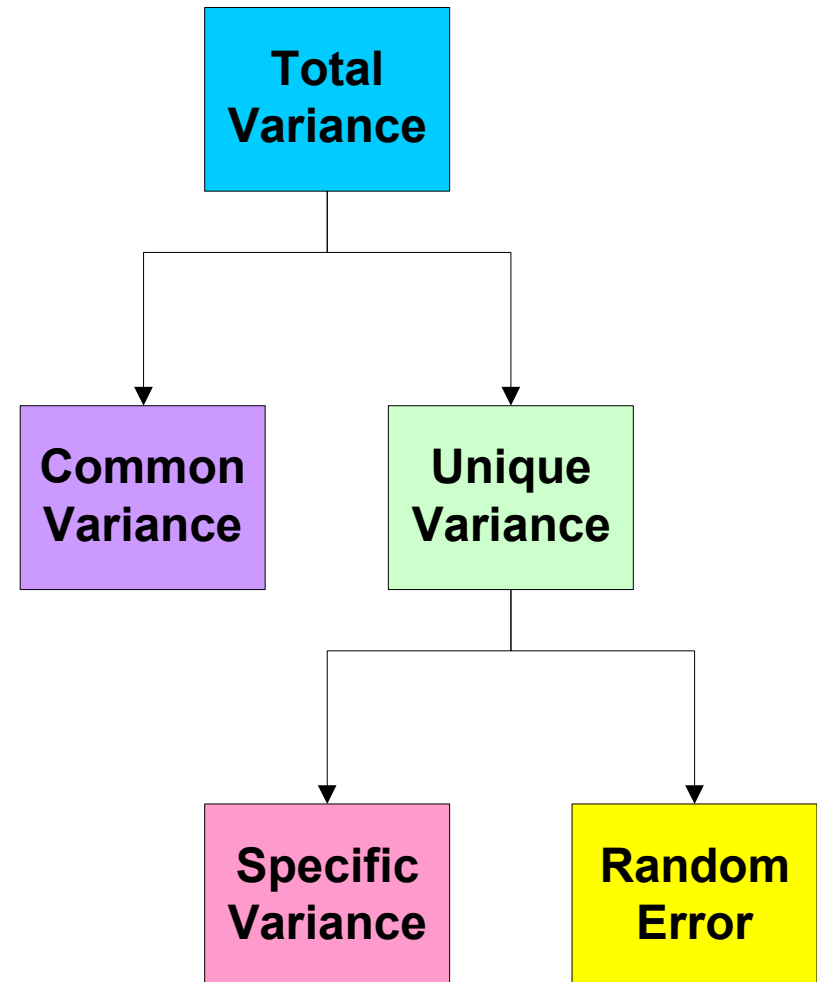 Total
Variance
Common
Variance
Unique
Variance
Specific
Variance
Random
Error